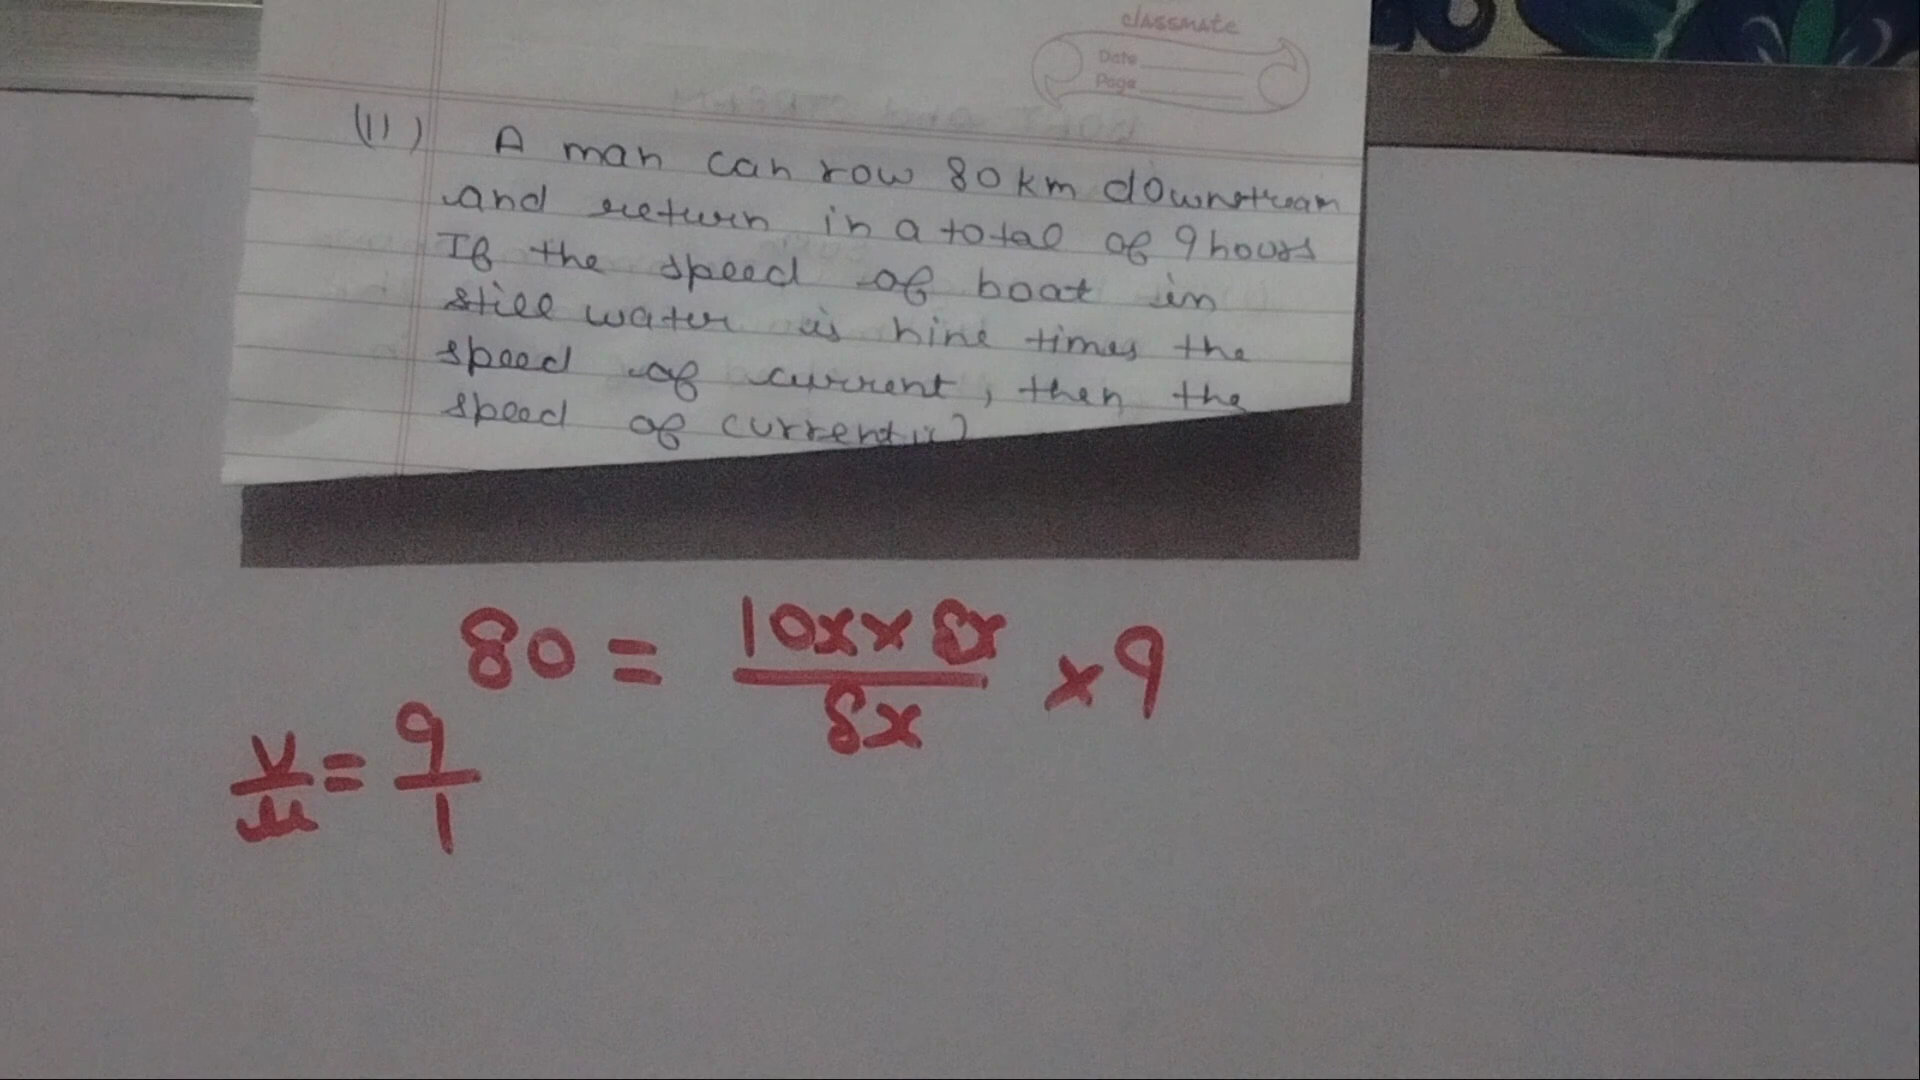 classmate
Date
Page
(11) A man can row 80 km downstream
and return in a total of 9 hours
If the speed of boat in
still water is nine times the
speed of current, then the
speed of current is?
80 = 10x × 8x / 8x × 9
v/u = 9/1